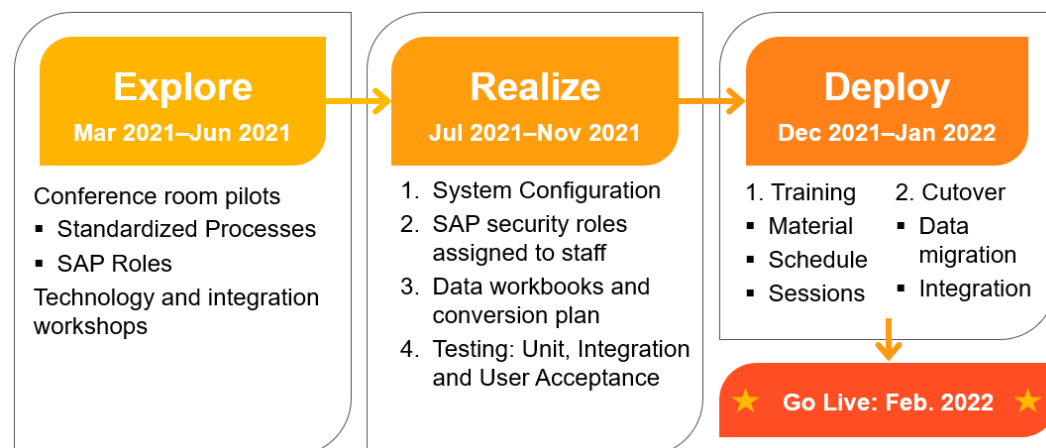 Explore
Mar 2021–Jun 2021
Conference room pilots
▪ Standardized Processes
▪ SAP Roles
Technology and integration
workshops
Realize
Jul 2021–Nov 2021
1. System Configuration
2. SAP security roles
assigned to staff
3. Data workbooks and
conversion plan
4. Testing: Unit, Integration
and User Acceptance
Deploy
Dec 2021–Jan 2022
1. Training
▪ Material
▪ Schedule
▪ Sessions
2. Cutover
▪ Data
migration
▪ Integration
Go Live: Feb. 2022